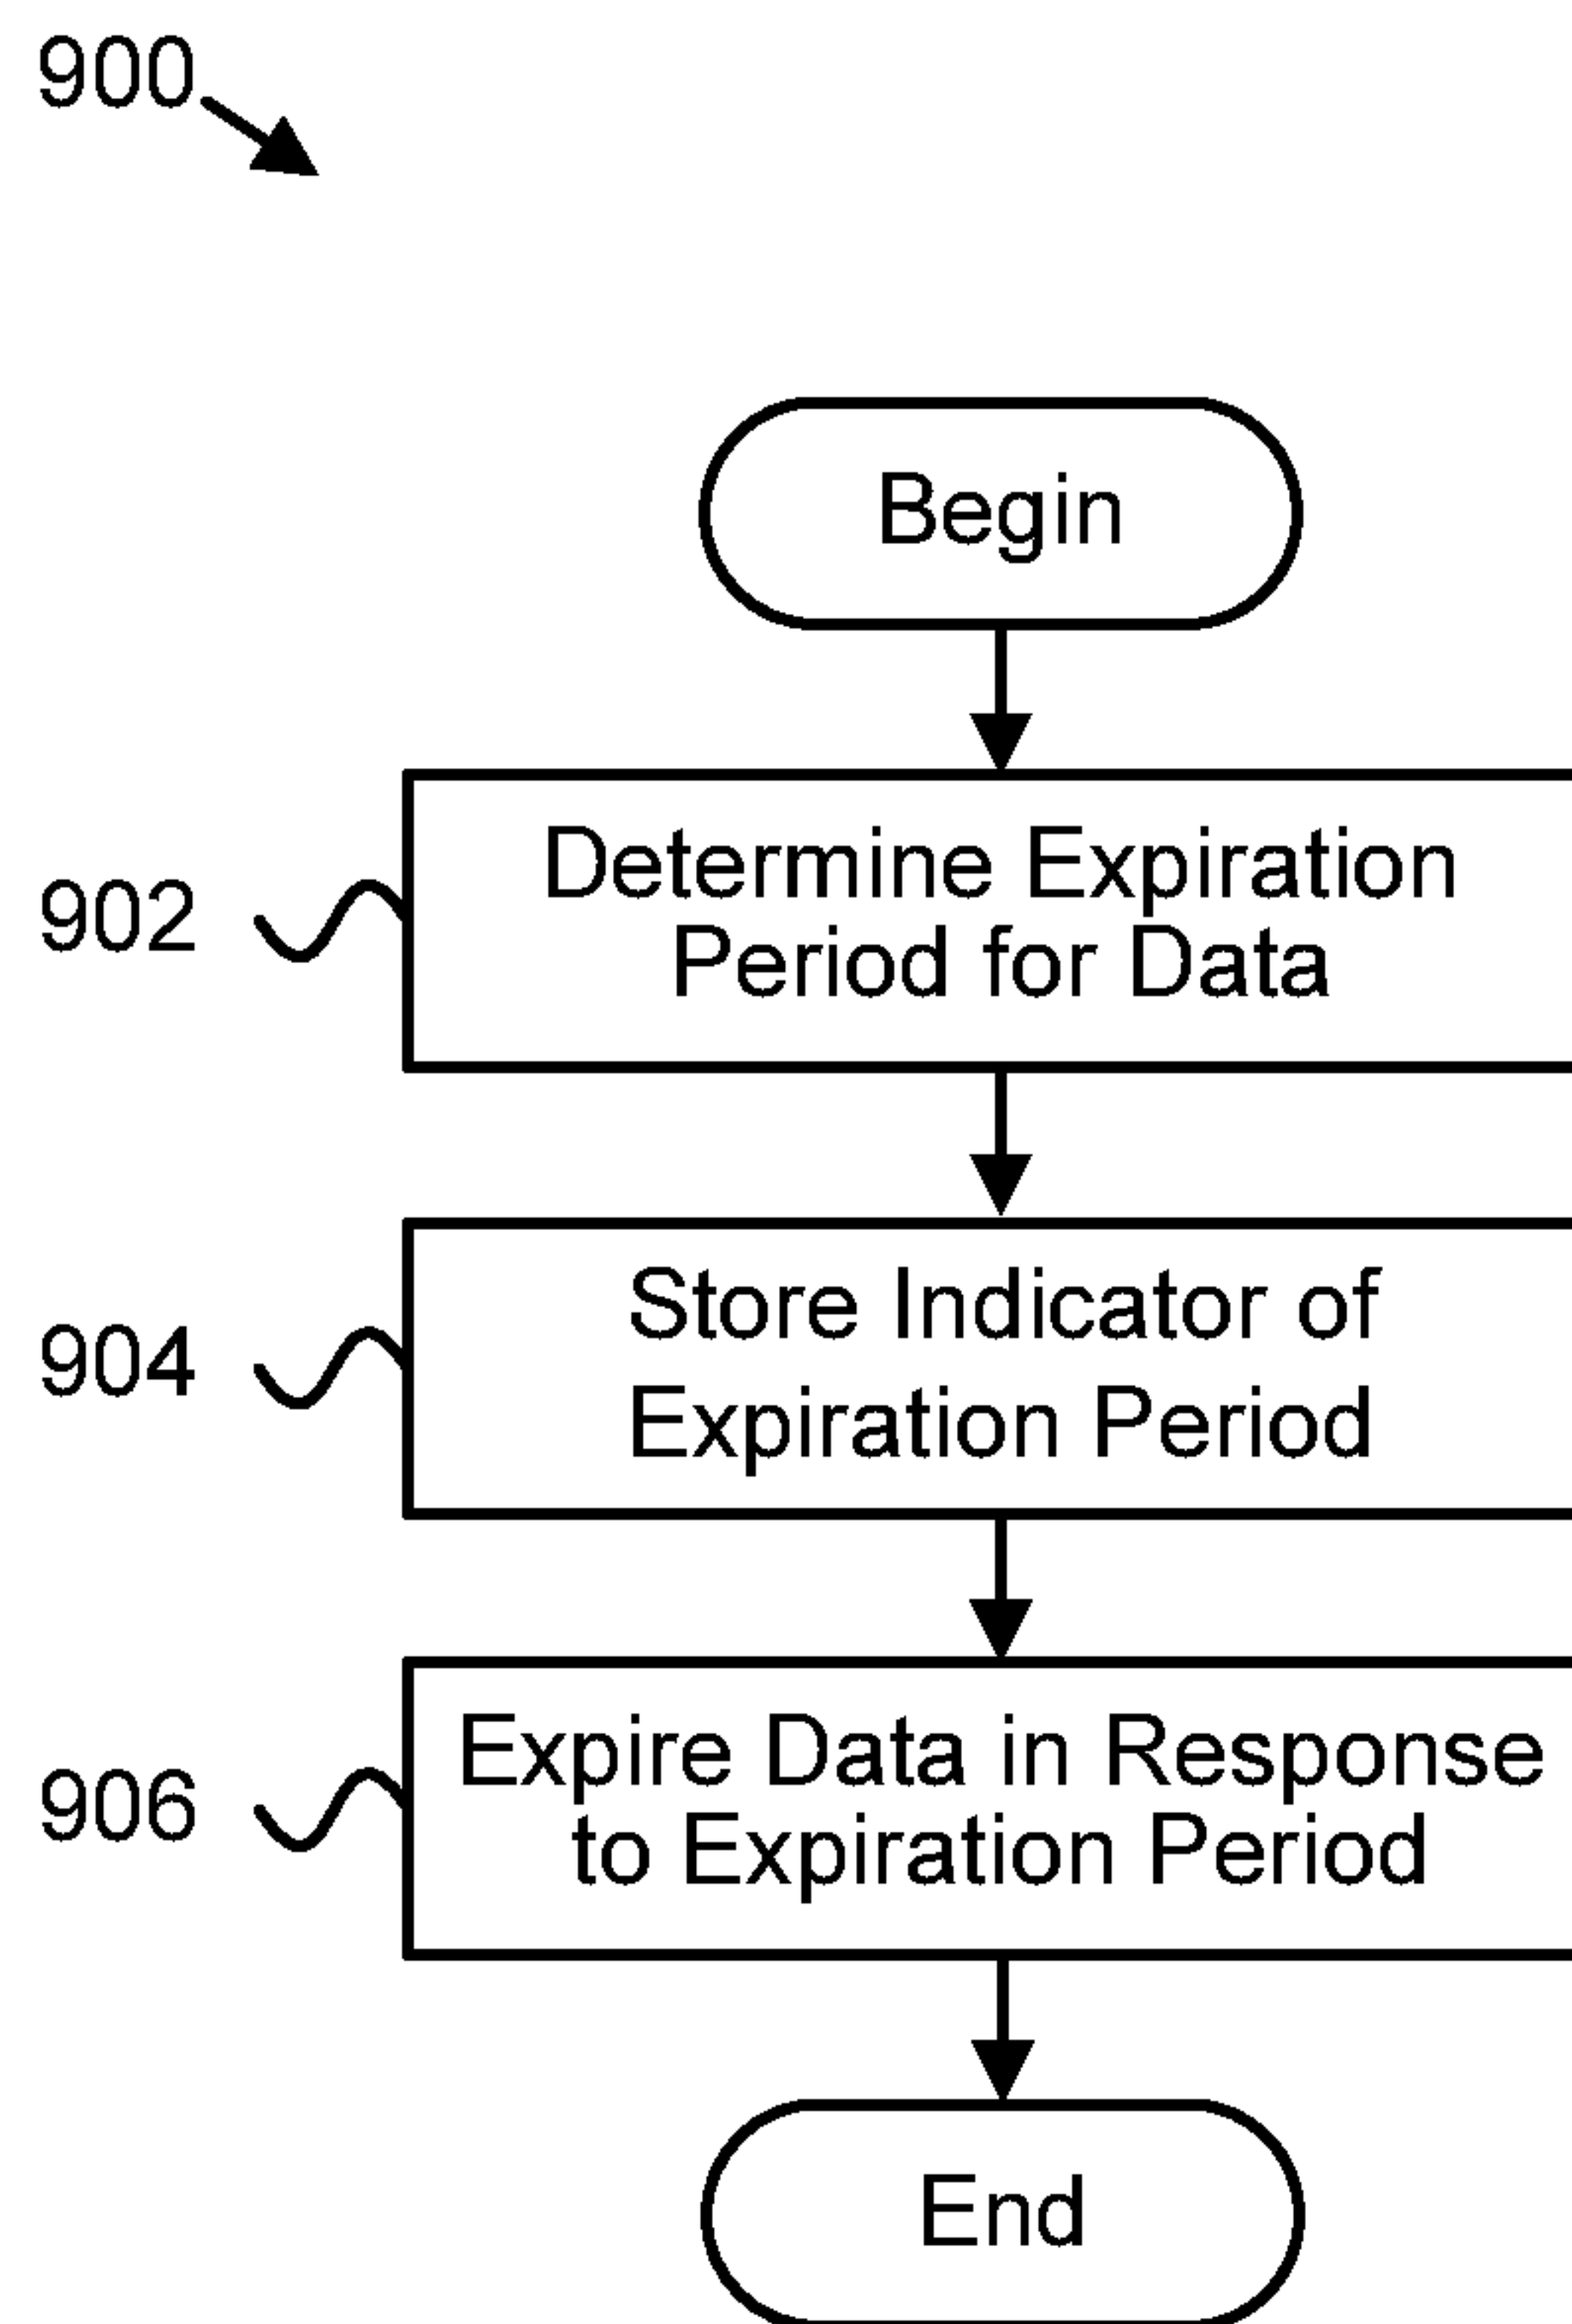 900
Begin
902
Determine Expiration
Period for Data
904
Store Indicator of
Expiration Period
906
Expire Data in Response
to Expiration Period
End